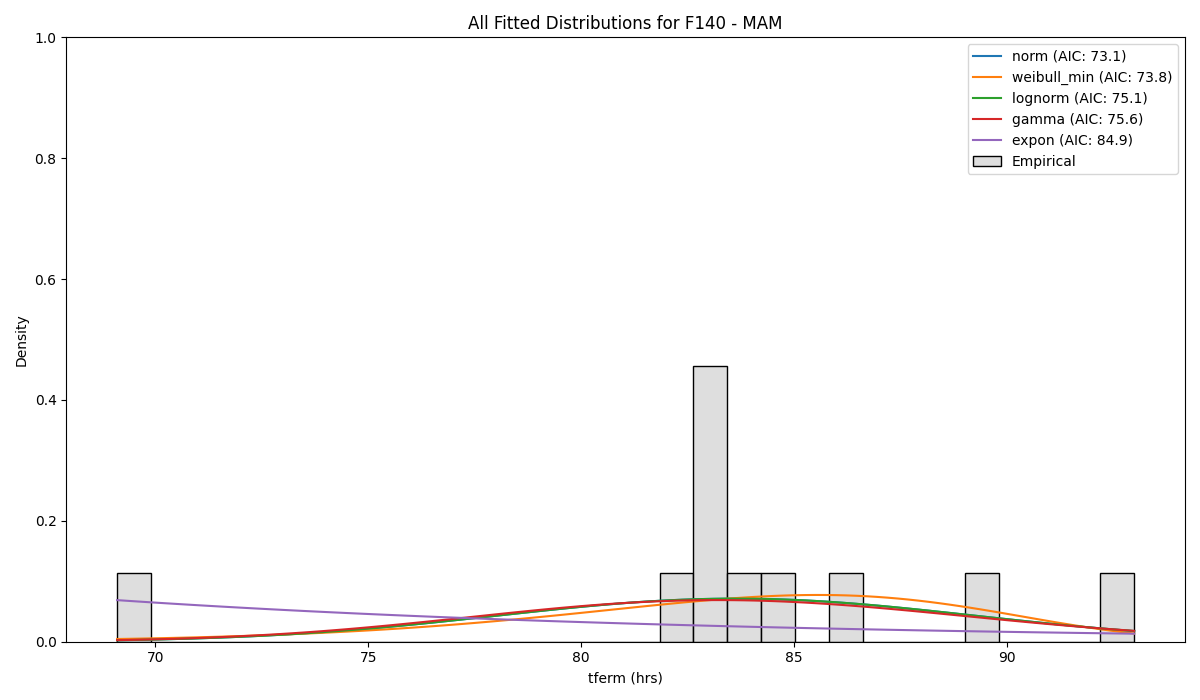 All Fitted Distributions for F140 - MAM
1.0
0.8
0.6
0.4
0.2
0.0
Density
norm (AIC: 73.1)
weibull_min (AIC: 73.8)
lognorm (AIC: 75.1)
gamma (AIC: 75.6)
expon (AIC: 84.9)
Empirical
70 75 80 85 90
tferm (hrs)